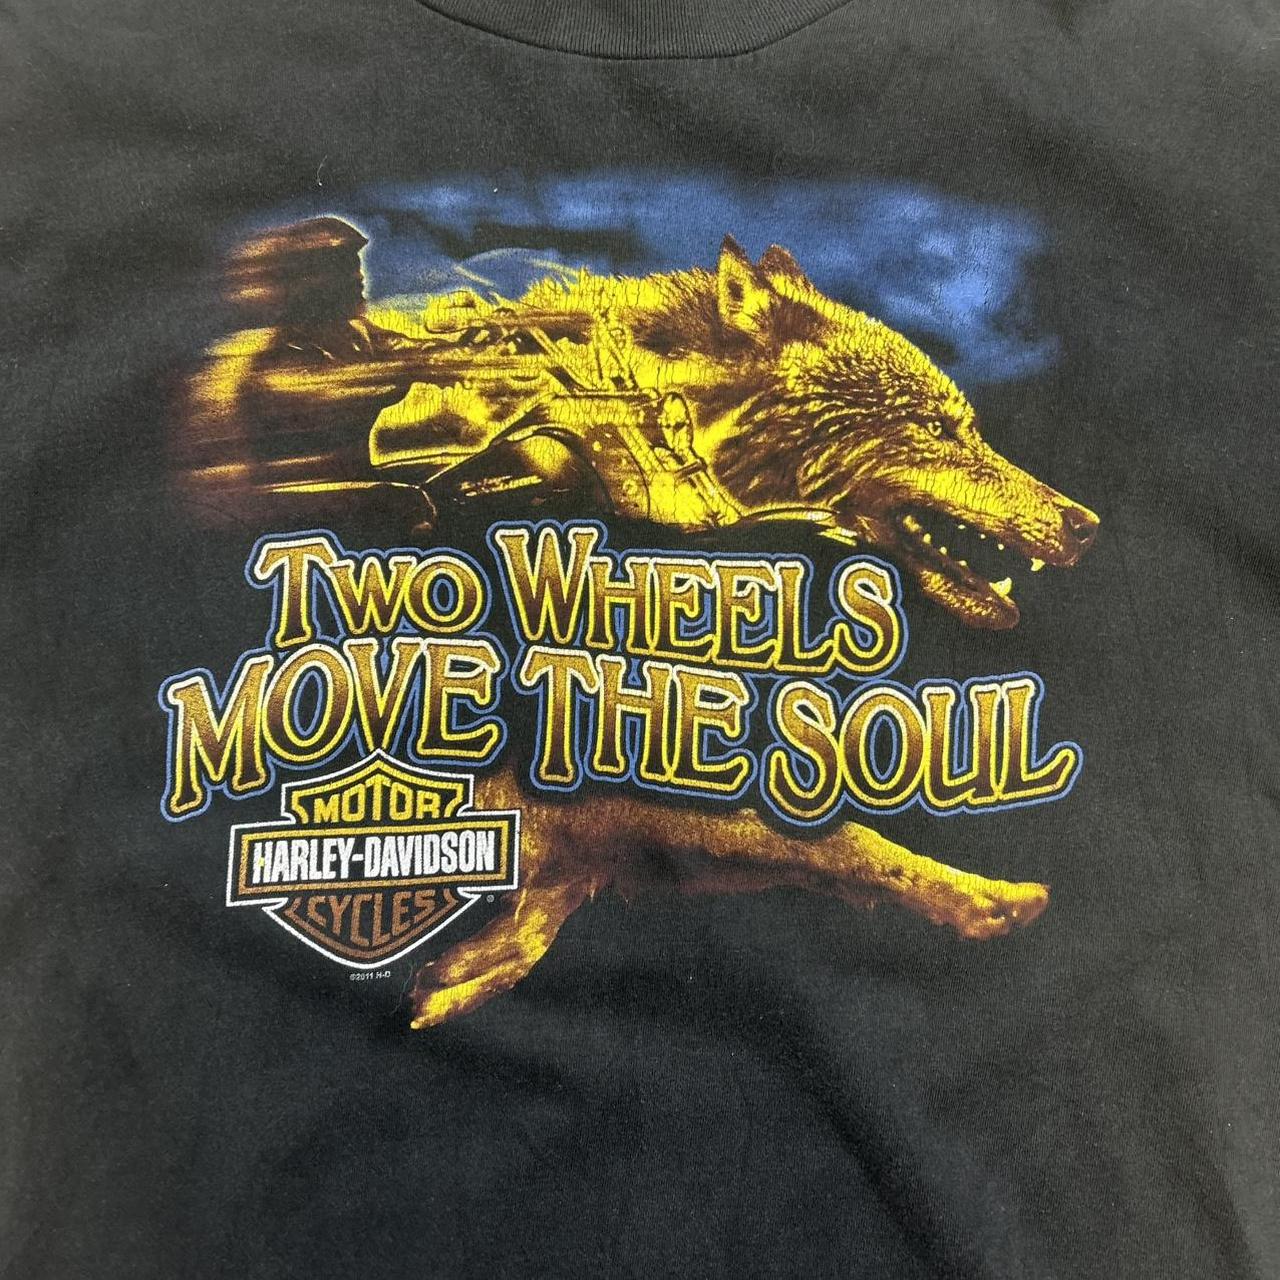 Two Wheels
Move The Soul
MOTOR
HARLEY-DAVIDSON
CYCLES
®
©2011 H-D